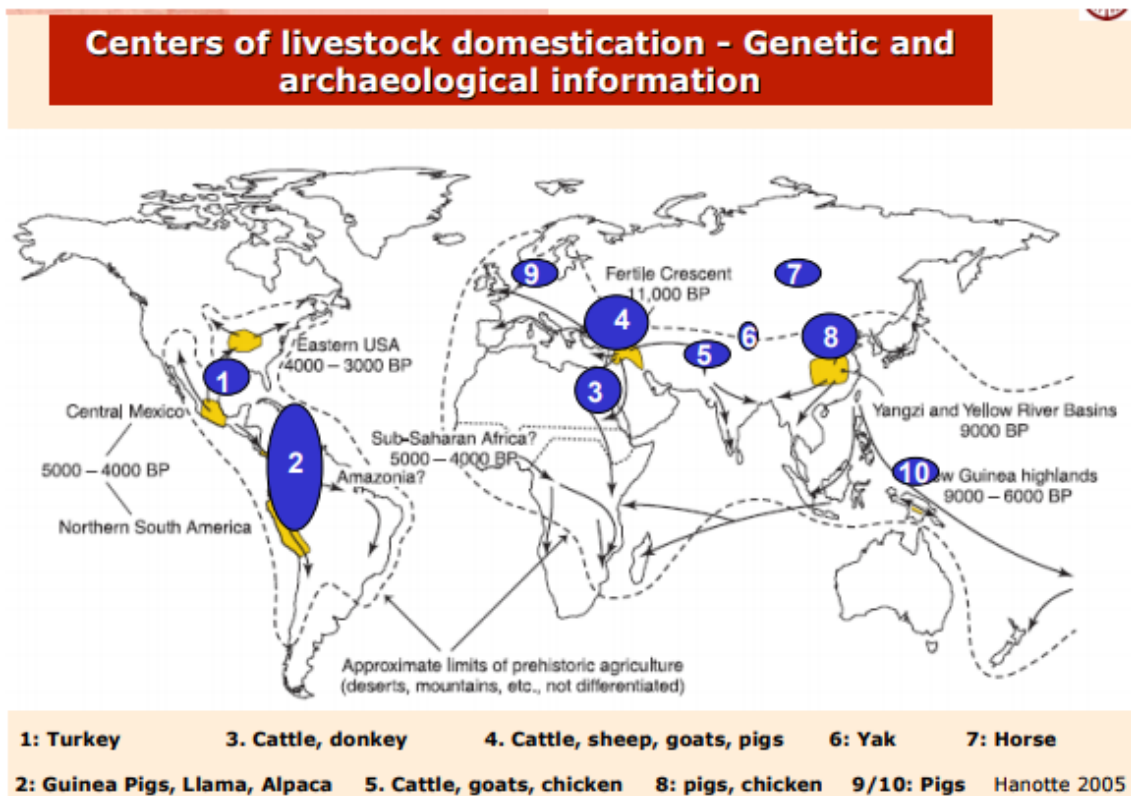 Centers of livestock domestication - Genetic and
archaeological information
9
Fertile Crescent
11,000 BP
7
4
6
8
5
Eastern USA
4000 – 3000 BP
1
3
Central Mexico
Yangzi and Yellow River Basins
9000 BP
Sub-Saharan Africa?
5000 – 4000 BP
2
5000 – 4000 BP
Amazonia?
10
Guinea highlands
9000 – 6000 BP
Northern South America
Approximate limits of prehistoric agriculture
(deserts, mountains, etc., not differentiated)
1: Turkey 3. Cattle, donkey 4. Cattle, sheep, goats, pigs 6: Yak 7: Horse
2: Guinea Pigs, Llama, Alpaca 5. Cattle, goats, chicken 8: pigs, chicken 9/10: Pigs Hanotte 2005